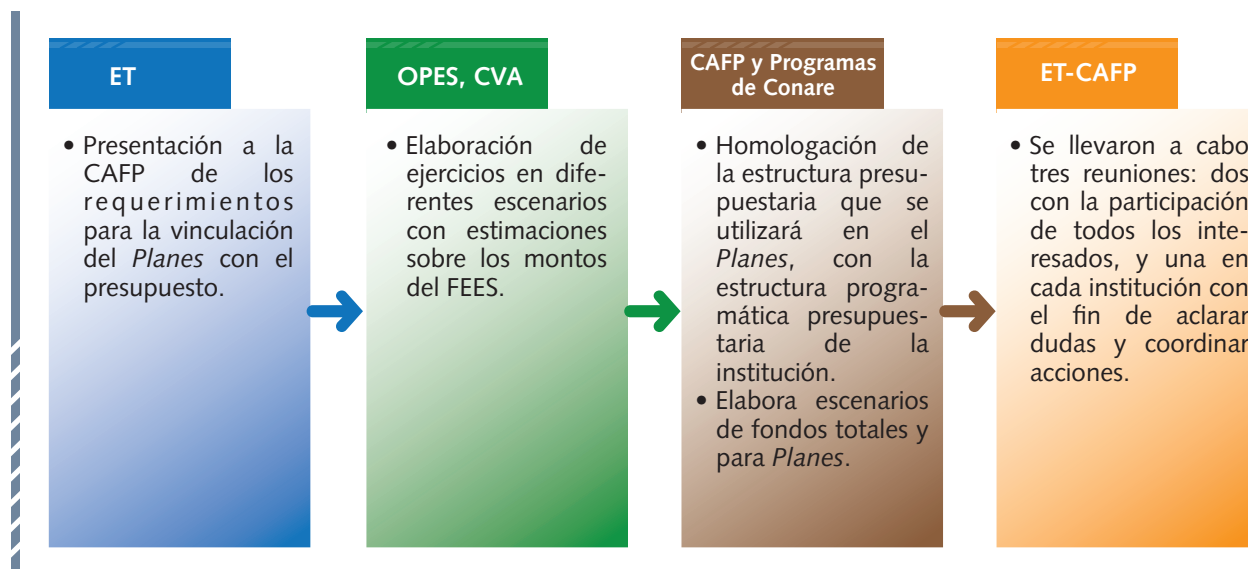 ET
• Presentación a la
CAFP de los
requerimientos
para la vinculación
del Planes con el
presupuesto.
OPES, CVA
• Elaboración de
ejercicios en dife-
rentes escenarios
con estimaciones
sobre los montos
del FEES.
CAFP y Programas
de Conare
• Homologación de
la estructura presu-
puestaria que se
utilizará en el
Planes, con la
estructura progra-
mática presupues-
taria de la
institución.
• Elabora escenarios
de fondos totales y
para Planes.
ET-CAFP
• Se llevaron a cabo
tres reuniones: dos
con la participación
de todos los inte-
resados, y una en
cada institución con
el fin de aclarar
dudas y coordinar
acciones.